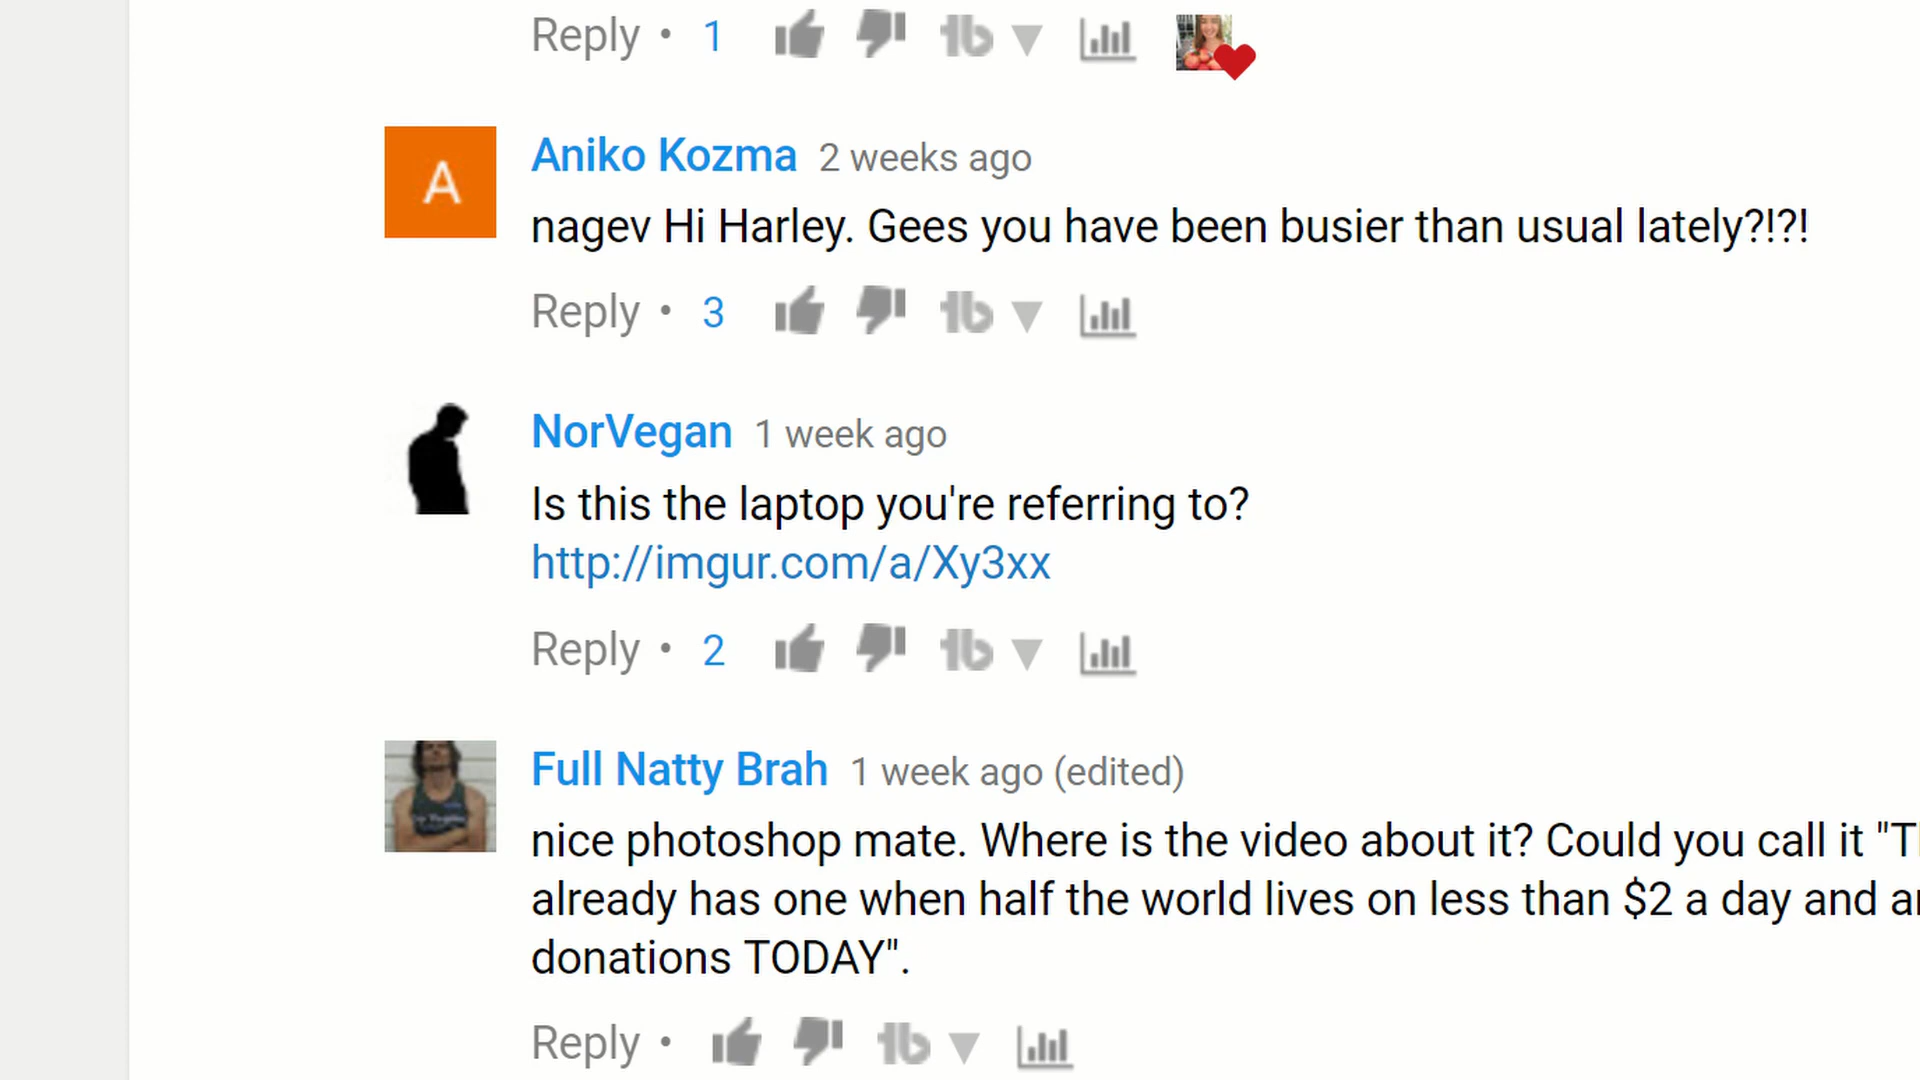 Reply • 1
A
Aniko Kozma 2 weeks ago
nagev Hi Harley. Gees you have been busier than usual lately?!?!
Reply • 3
NorVegan 1 week ago
Is this the laptop you're referring to?
http://imgur.com/a/Xy3xx
Reply • 2
Full Natty Brah 1 week ago (edited)
nice photoshop mate. Where is the video about it? Could you call it "T
already has one when half the world lives on less than $2 a day and
donations TODAY".
Reply •